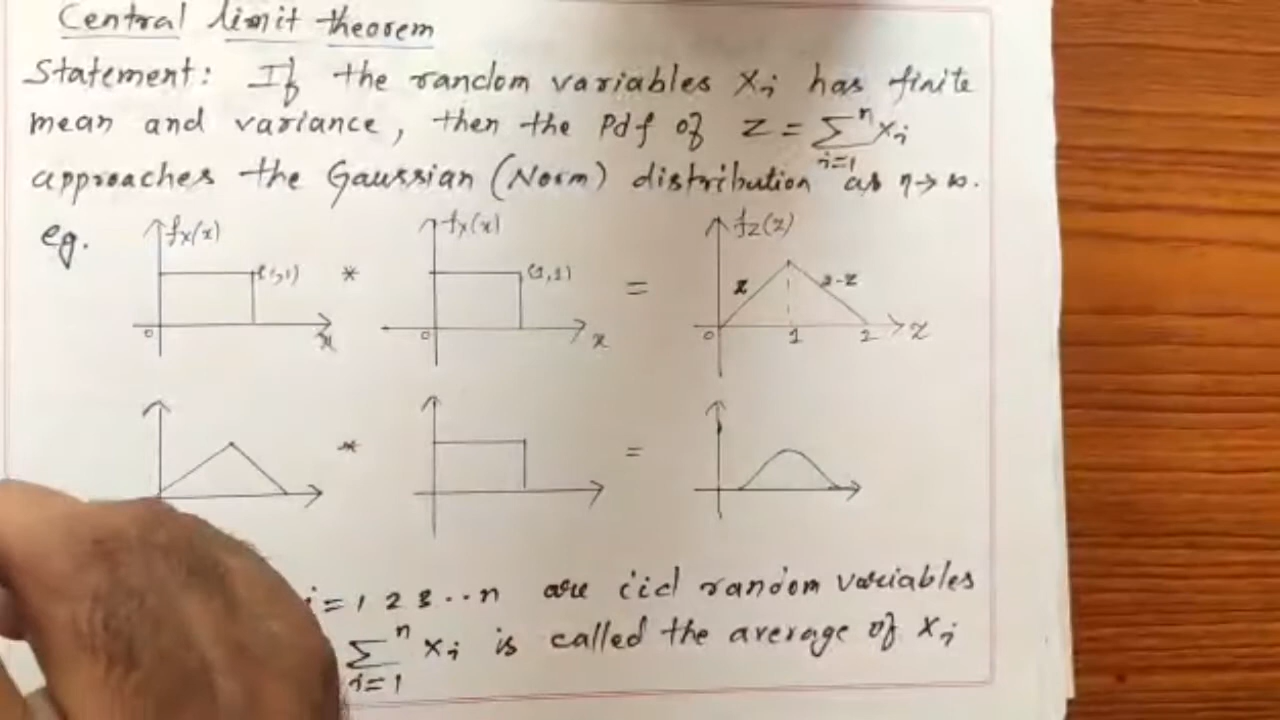 Central limit theorem
Statement: If the random variables Xi has finite
mean and variance, then the Pdf of Z = Σ_{i=1}^{n} Xi
approaches the Gaussian (Norm) distribution as n→∞.
eg. fx(x) (1,1) * fx(x) (1,1) = fz(z) z 2-z
0 x 0 x 0 1 2 z
* =
i = 1 2 3 .. n are iid random variables
Σ_{i=1}^{n} Xi is called the average of Xi